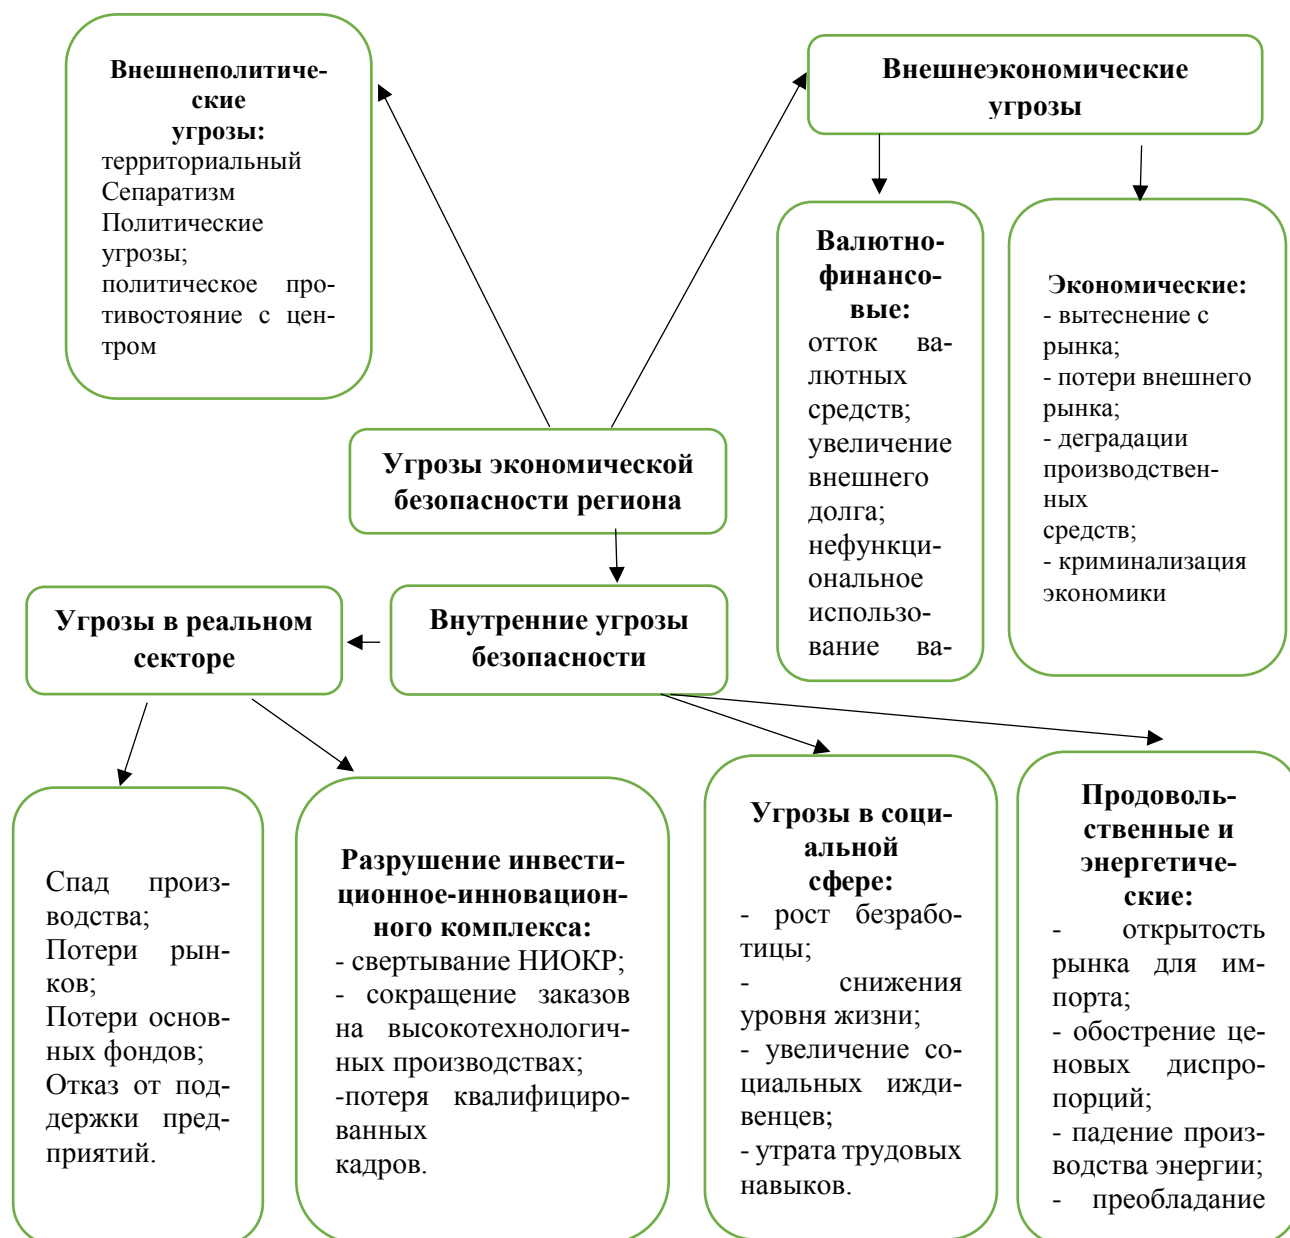 Внешнеполитиче-
ские
угрозы:
территориальный
Сепаратизм
Политические
угрозы;
политическое про-
тивостояние с цен-
тром
Внешнеэкономические
угрозы
Валютно-
финансо-
вые:
отток ва-
лютных
средств;
увеличение
внешнего
долга;
нефункци-
ональное
использо-
вание ва-
Экономические:
- вытеснение с
рынка;
- потери внешнего
рынка;
- деградации
производствен-
ных
средств;
- криминализация
экономики
Угрозы экономической
безопасности региона
Угрозы в реальном
секторе
Внутренние угрозы
безопасности
Спад произ-
водства;
Потери рын-
ков;
Потери основ-
ных фондов;
Отказ от под-
держки пред-
приятий.
Разрушение инвести-
ционное-инновацион-
ного комплекса:
- свертывание НИОКР;
- сокращение заказов
на высокотехнологич-
ных производствах;
-потеря квалифициро-
ванных
кадров.
Угрозы в соци-
альной
сфере:
- рост безрабо-
тицы;
- снижения
уровня жизни;
- увеличение со-
циальных ижди-
венцев;
- утрата трудовых
навыков.
Продоволь-
ственные и
энергетиче-
ские:
- открытость
рынка для им-
порта;
- обострение це-
новых диспро-
порций;
- падение произ-
водства энергии;
- преобладание